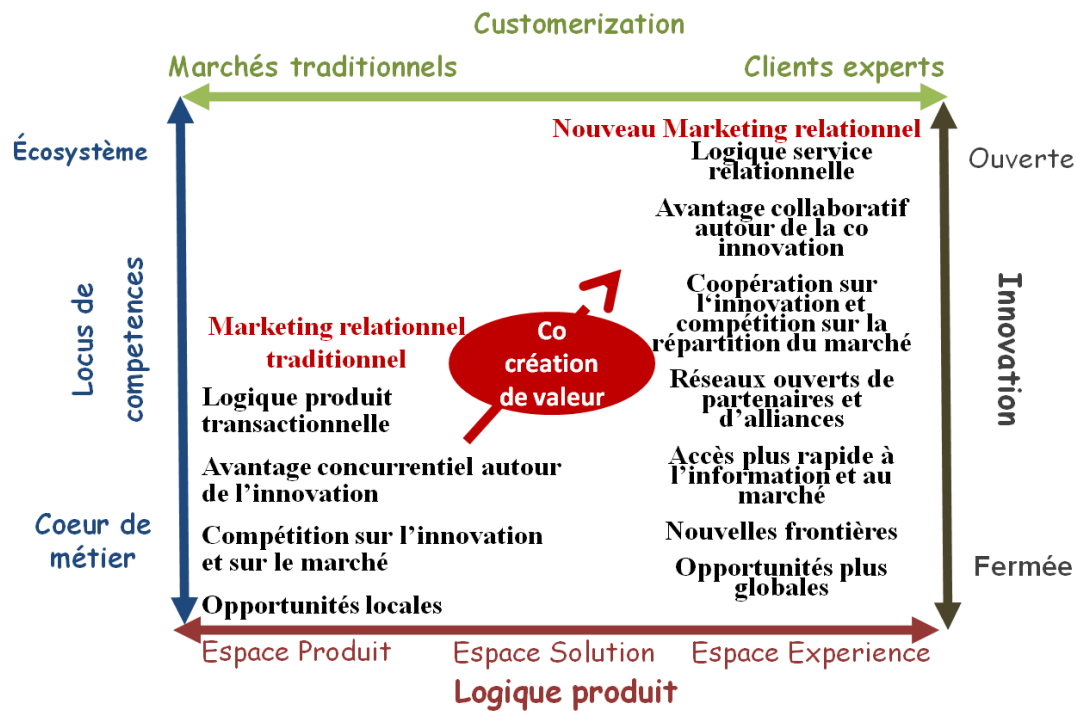 Customerization
Marchés traditionnels
Clients experts
Écosystème
Locus de
competences
Coeur de
métier
Marketing relationnel
traditionnel
Logique produit
transactionnelle
Avantage concurrentiel autour
de l’innovation
Compétition sur l’innovation
et sur le marché
Opportunités locales
Co
création
de valeur
Nouveau Marketing relationnel
Logique service
relationnelle
Avantage collaboratif
autour de la co
innovation
Coopération sur
l‘innovation et
compétition sur la
répartition du marché
Réseaux ouverts de
partenaires et
d’alliances
Accès plus rapide à
l’information et au
marché
Nouvelles frontières
Opportunités plus
globales
Ouverte
Innovation
Fermée
Espace Produit
Espace Solution
Espace Experience
Logique produit